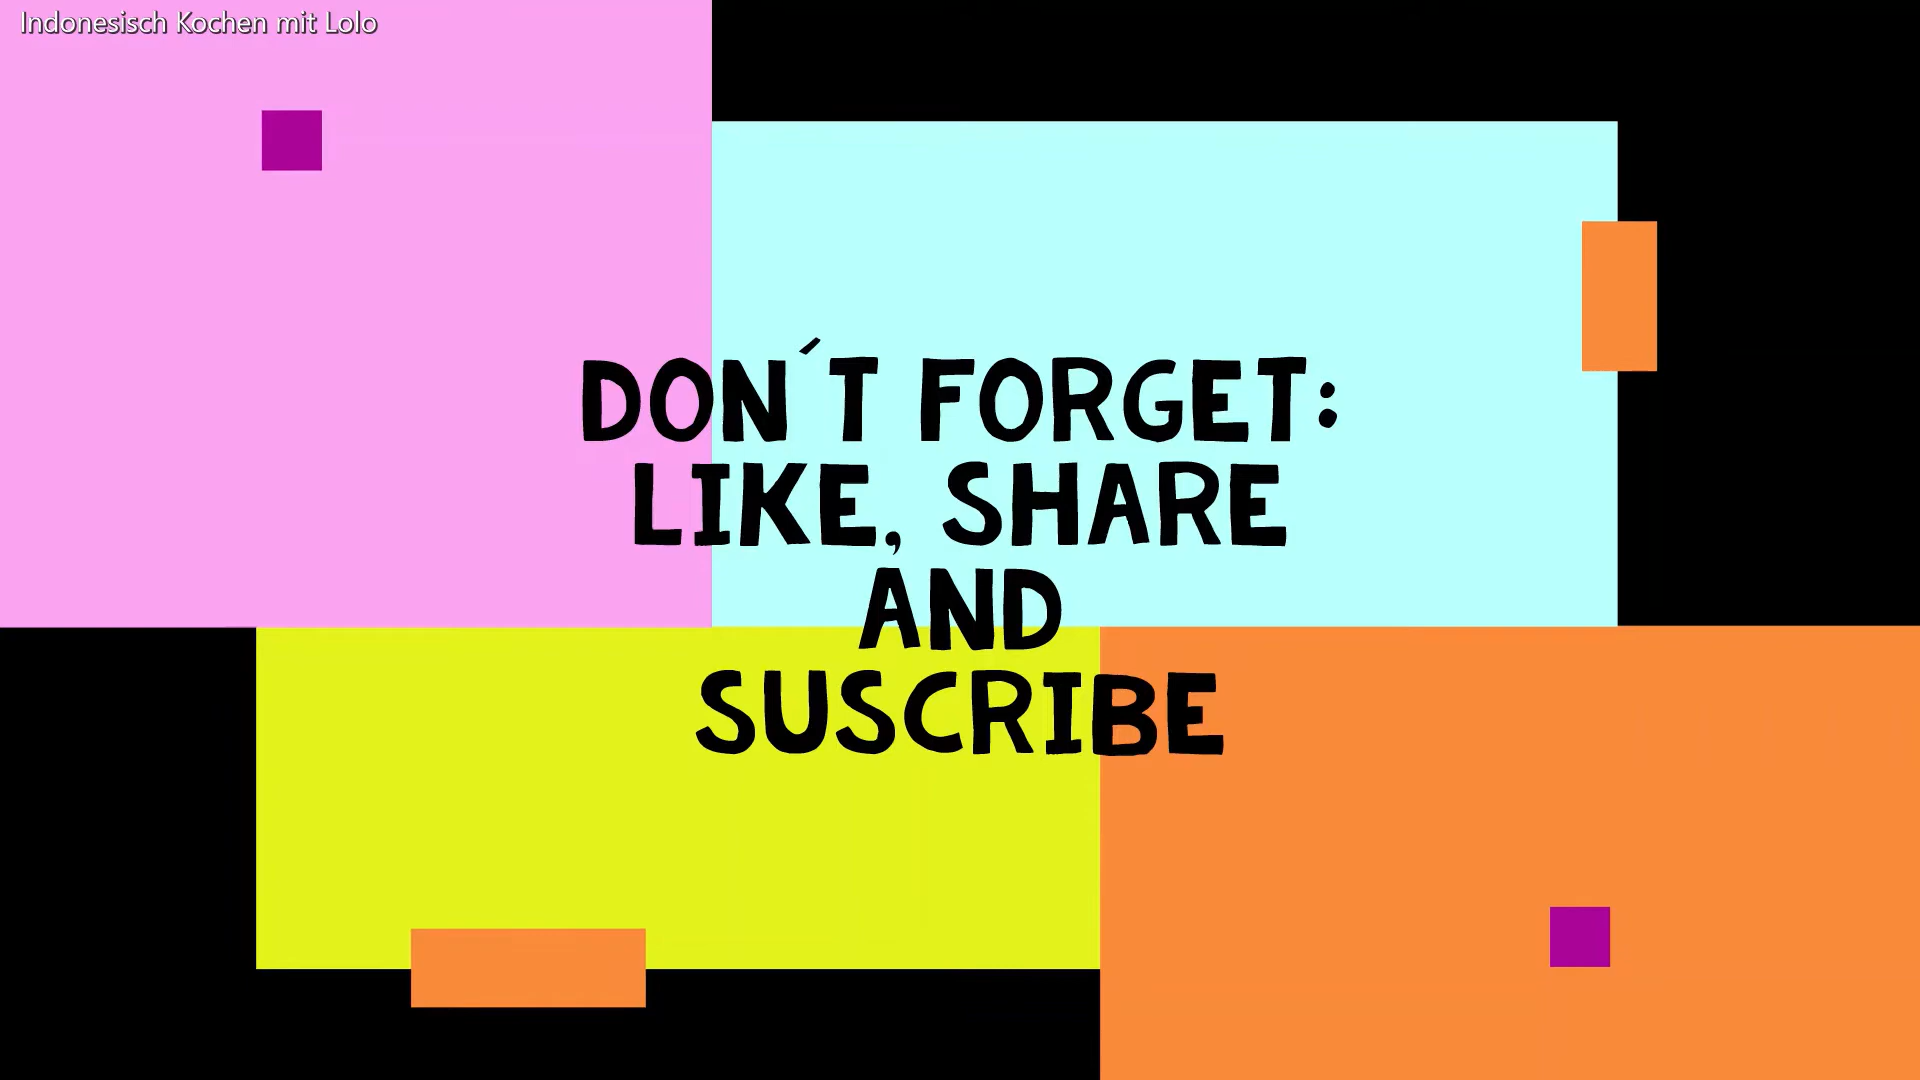 Indonesisch Kochen mit Lolo
DON´T FORGET:
LIKE, SHARE
AND
SUSCRIBE